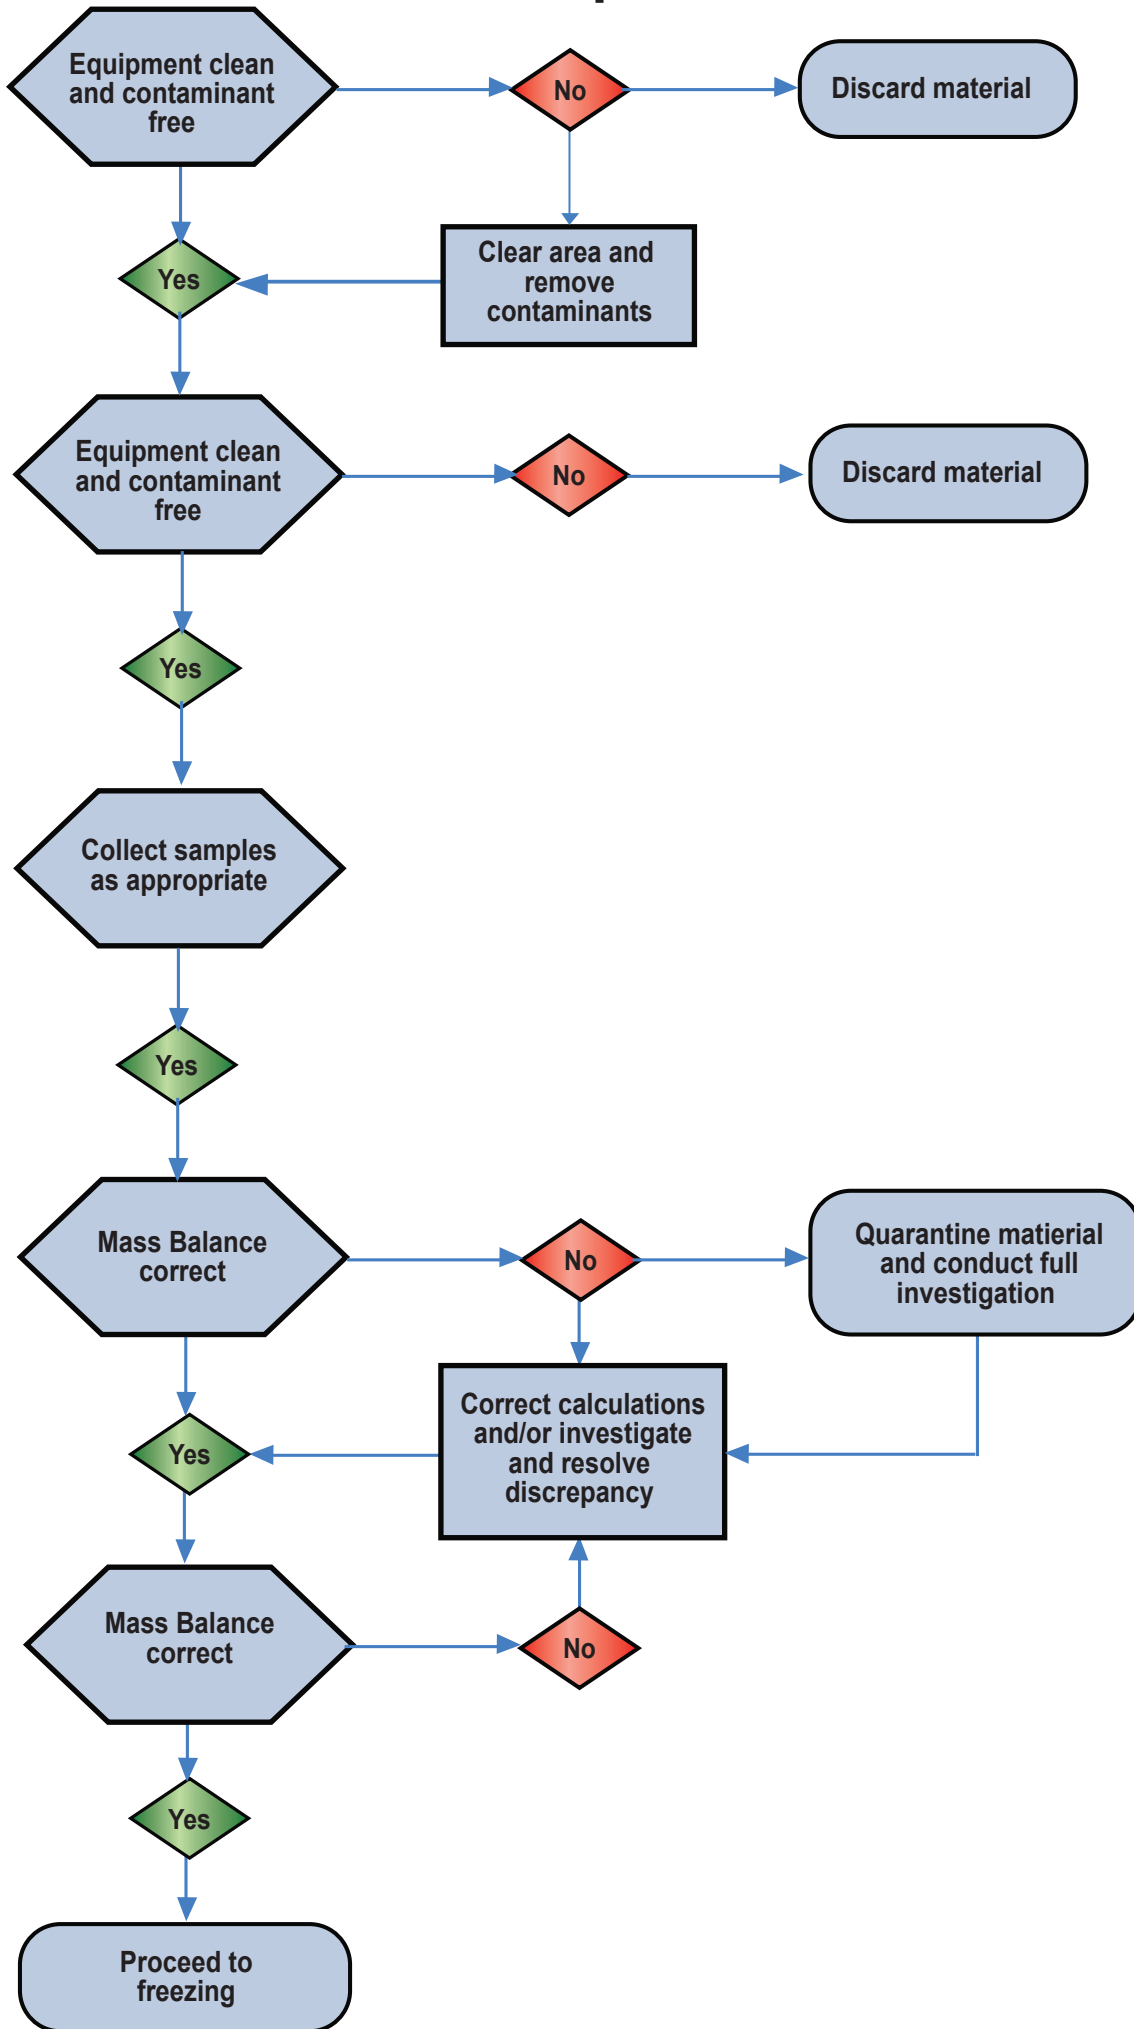 Equipment clean
and contaminant
free
No
Discard material
Yes
Clear area and
remove
contaminants
Equipment clean
and contaminant
free
No
Discard material
Yes
Collect samples
as appropriate
Yes
Mass Balance
correct
No
Quarantine matierial
and conduct full
investigation
Yes
Correct calculations
and/or investigate
and resolve
discrepancy
Mass Balance
correct
No
Yes
Proceed to
freezing